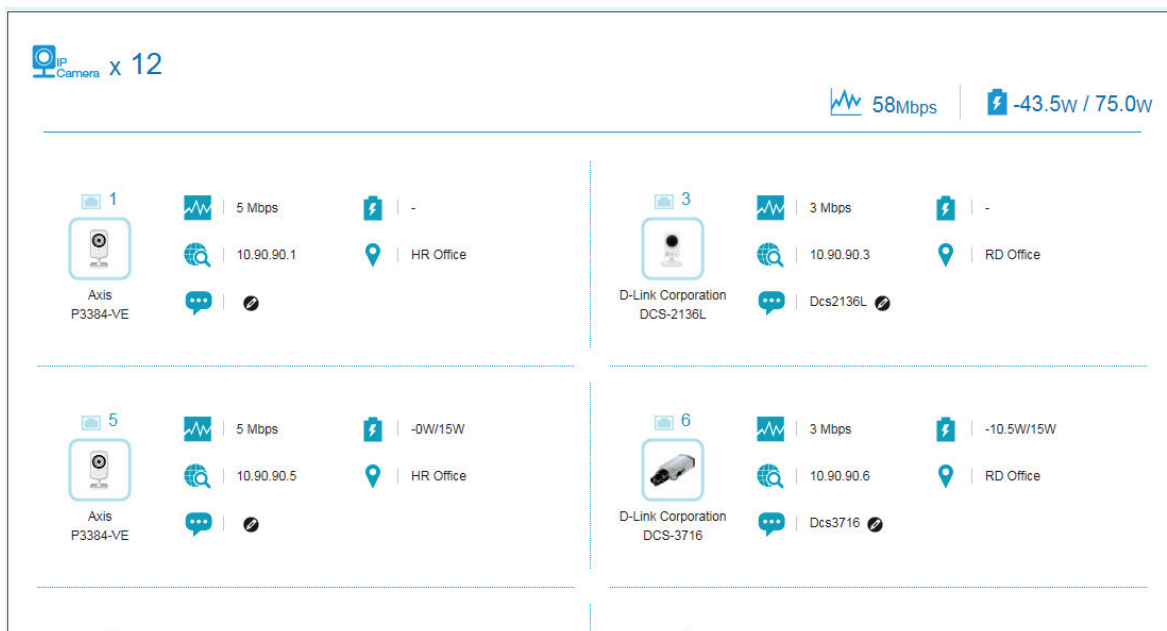 IP
Camera x 12
58Mbps
-43.5W / 75.0W
1
5 Mbps
-
10.90.90.1
HR Office
Axis
P3384-VE
3
3 Mbps
-
10.90.90.3
RD Office
D-Link Corporation
DCS-2136L
Dcs2136L
5
5 Mbps
-0W/15W
10.90.90.5
HR Office
Axis
P3384-VE
6
3 Mbps
-10.5W/15W
10.90.90.6
RD Office
D-Link Corporation
DCS-3716
Dcs3716